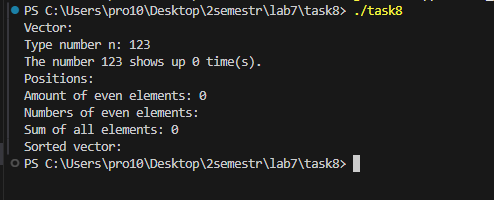 PS C:\Users\pro10\Desktop\2semestr\lab7\task8> ./task8
Vector:
Type number n: 123
The number 123 shows up 0 time(s).
Positions:
Amount of even elements: 0
Numbers of even elements:
Sum of all elements: 0
Sorted vector:
PS C:\Users\pro10\Desktop\2semestr\lab7\task8>